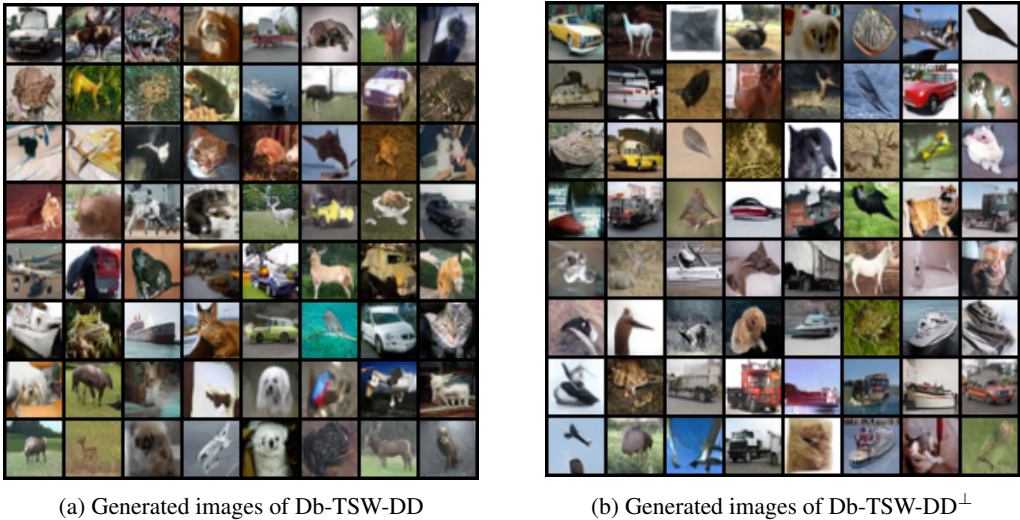 (a) Generated images of Db-TSW-DD
(b) Generated images of Db-TSW-DD⊥